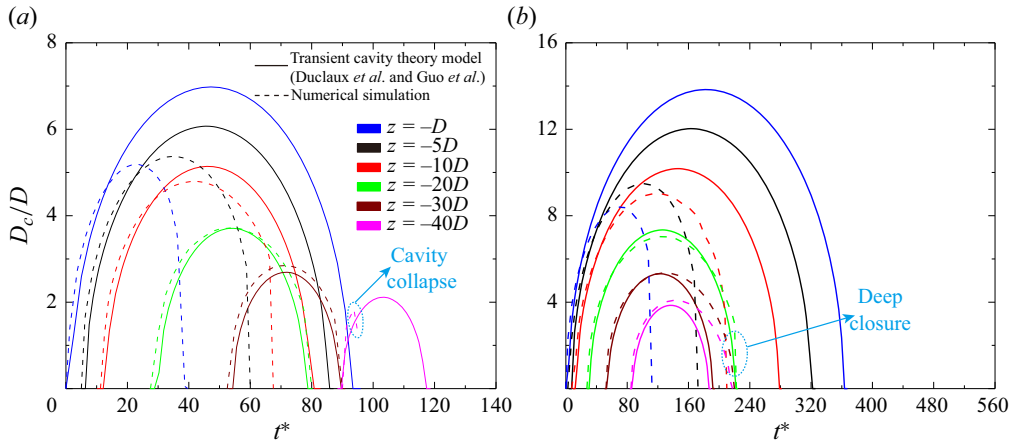 (a)
8
6
4
2
0
20
40
60
80
100
120
140
D_c/D
t*
Transient cavity theory model
(Duclaux et al. and Guo et al.)
Numerical simulation
z = –D
z = –5D
z = –10D
z = –20D
z = –30D
z = –40D
Cavity
collapse
(b)
16
12
8
4
0
80
160
240
320
400
480
560
t*
Deep
closure